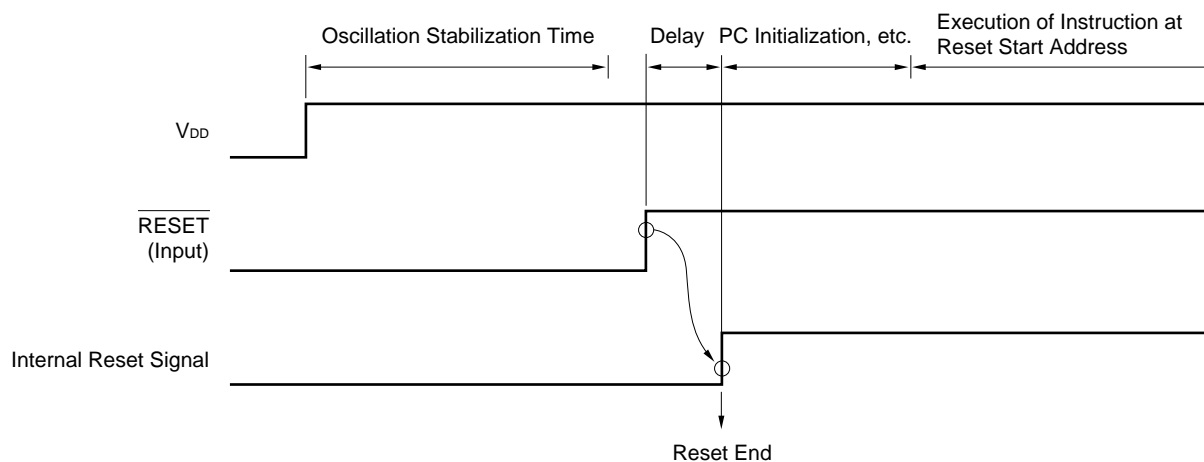 Oscillation Stabilization Time
Delay
PC Initialization, etc.
Execution of Instruction at
Reset Start Address
VDD
RESET
(Input)
Internal Reset Signal
Reset End